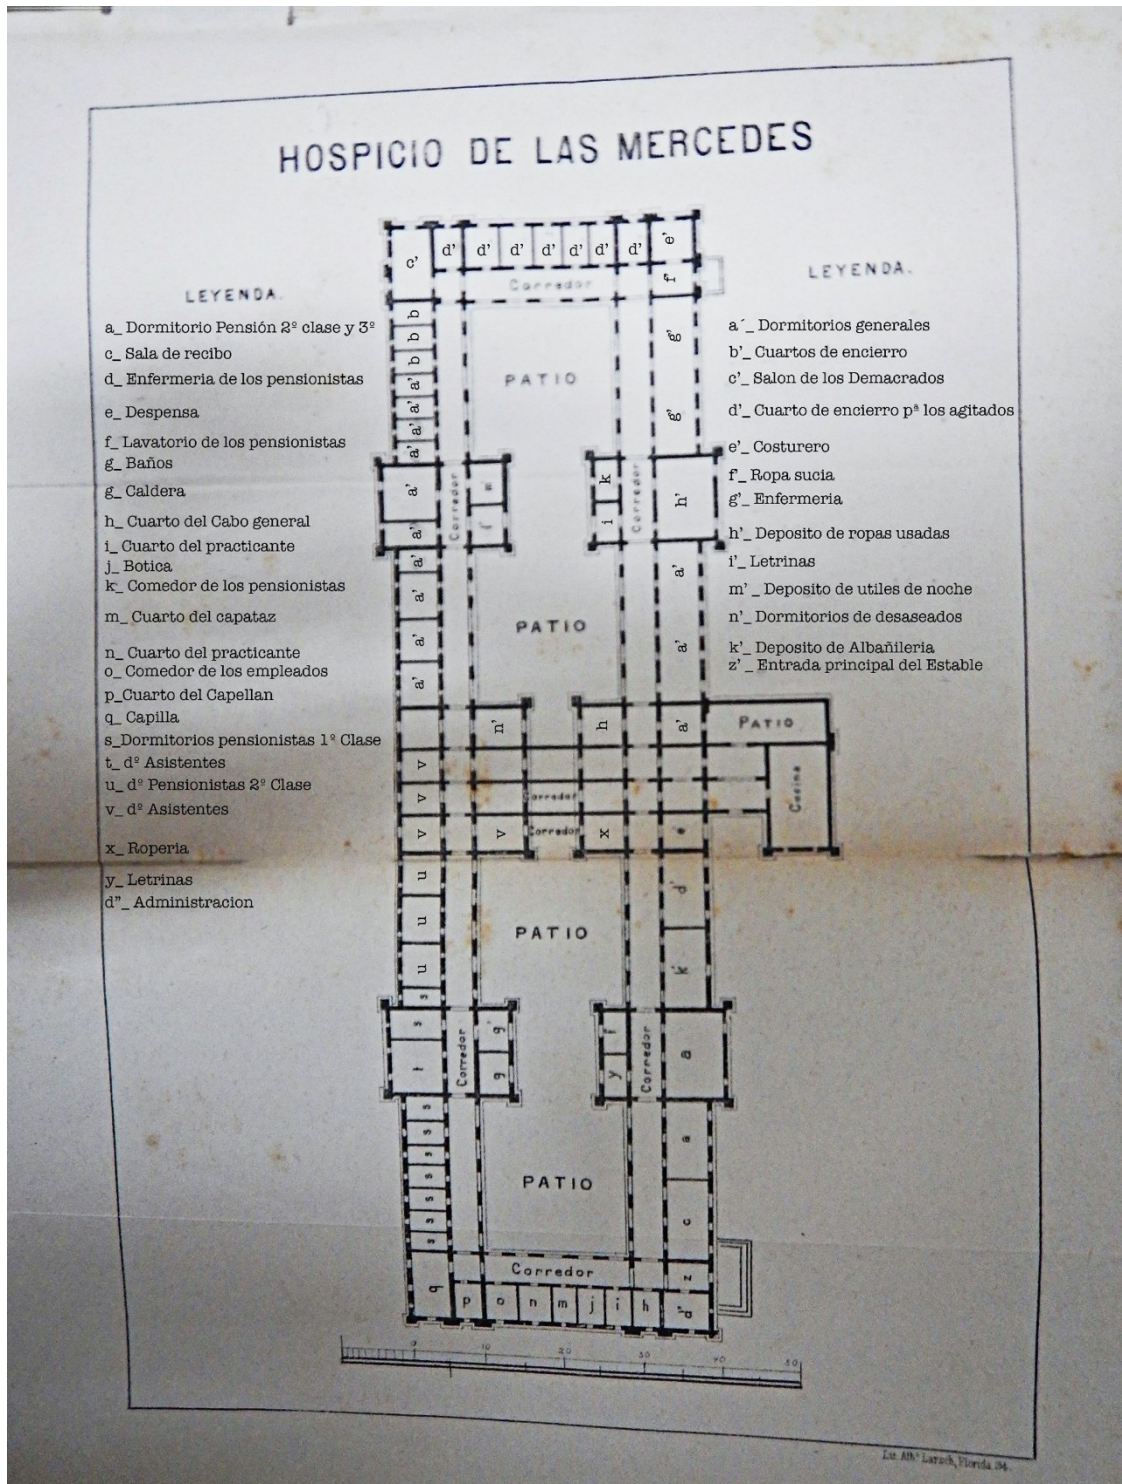 HOSPICIO DE LAS MERCEDES
LEYENDA.
a_ Dormitorio Pensión 2º clase y 3º
c_ Sala de recibo
d_ Enfermeria de los pensionistas
e_ Despensa
f_ Lavatorio de los pensionistas
g_ Baños
g_ Caldera
h_ Cuarto del Cabo general
i_ Cuarto del practicante
j_ Botica
k_ Comedor de los pensionistas
m_ Cuarto del capataz
n_ Cuarto del practicante
o_ Comedor de los empleados
p_Cuarto del Capellan
q_ Capilla
s_Dormitorios pensionistas 1º Clase
t_ dº Asistentes
u_ dº Pensionistas 2º Clase
v_ dº Asistentes
x_ Roperia
y_ Letrinas
d”_ Administracion
LEYENDA.
a´_ Dormitorios generales
b’_ Cuartos de encierro
c’_ Salon de los Demacrados
d’_ Cuarto de encierro pª los agitados
e’_ Costurero
f’_ Ropa sucia
g’_ Enfermeria
h’_ Deposito de ropas usadas
i’_ Letrinas
m’_ Deposito de utiles de noche
n’_ Dormitorios de desaseados
k’_ Deposito de Albañileria
z’_ Entrada principal del Estable
c’ d’ d’ d’ d’ d’ d’ d’ e’
f’
Corredor
b
b
a’
a’
a’
a’
PATIO
g’
g’
a’
a’
Corredor
i
k
Corredor
h’
a’
a’
a’
a’
PATIO
a’
a’
n’
h
a’
PATIO
Cocina
v
v
Corredor
v
v
Corredor
x
e
u
u
u
s
PATIO
d’
k’
s
t
Corredor
g’
g
f
y
Corredor
a
s
s
s
s
s
s
PATIO
a
c
Corredor
z
q p o n m j i h d”
0 10 20 30 40 50